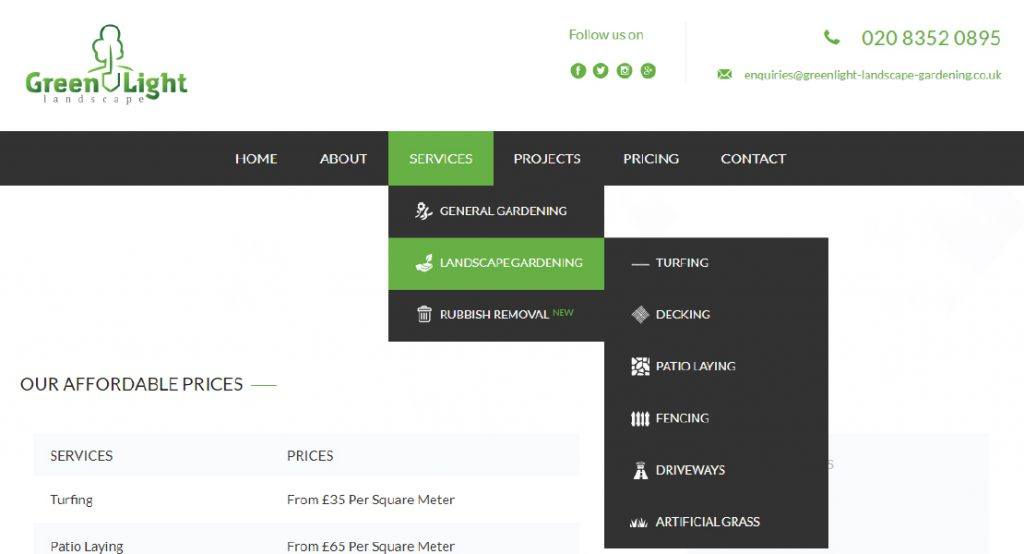 Green Light
landscape
Follow us on
020 8352 0895
enquiries@greenlight-landscape-gardening.co.uk
HOME ABOUT SERVICES PROJECTS PRICING CONTACT
GENERAL GARDENING
LANDSCAPE GARDENING
RUBBISH REMOVAL NEW
TURFING
DECKING
PATIO LAYING
FENCING
DRIVEWAYS
ARTIFICIAL GRASS
OUR AFFORDABLE PRICES
SERVICES PRICES
Turfing From £35 Per Square Meter
Patio Laying From £65 Per Square Meter